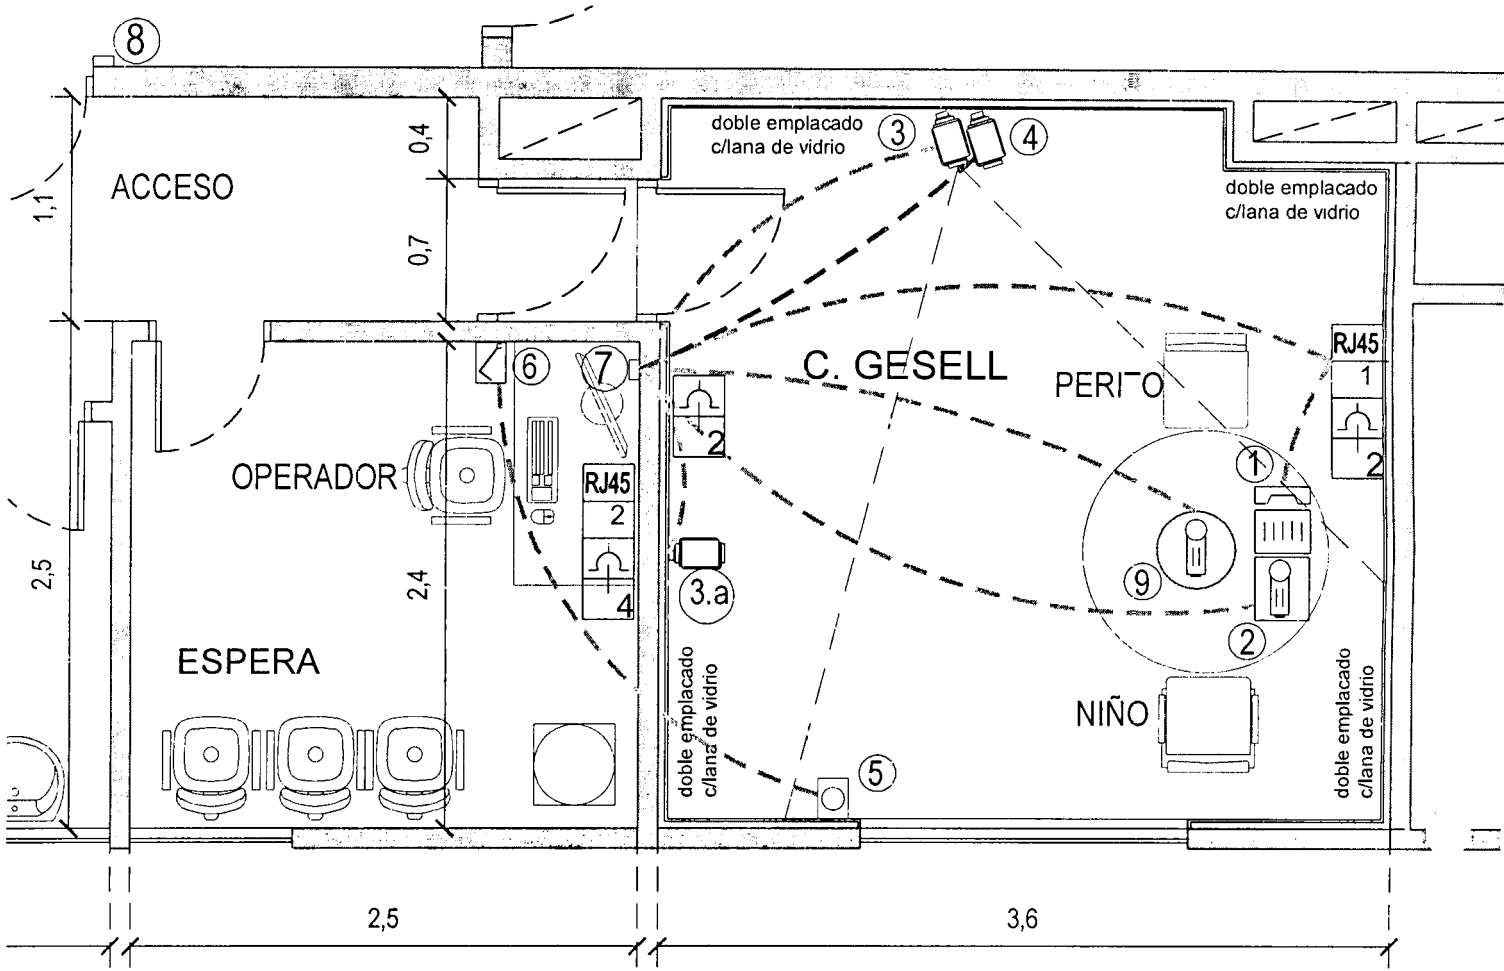 8
doble emplacado
c/lana de vidrio
3
4
0,4
ACCESO
1,1
0,7
doble emplacado
c/lana de vidrio
6
7
C. GESELL
PERITO
RJ45
1
2
2
OPERADOR
RJ45
2
4
1
2,5
2,4
3.a
9
2
ESPERA
doble emplacado
c/lana de vidrio
NIÑO
doble emplacado
c/lana de vidrio
5
2,5
3,6